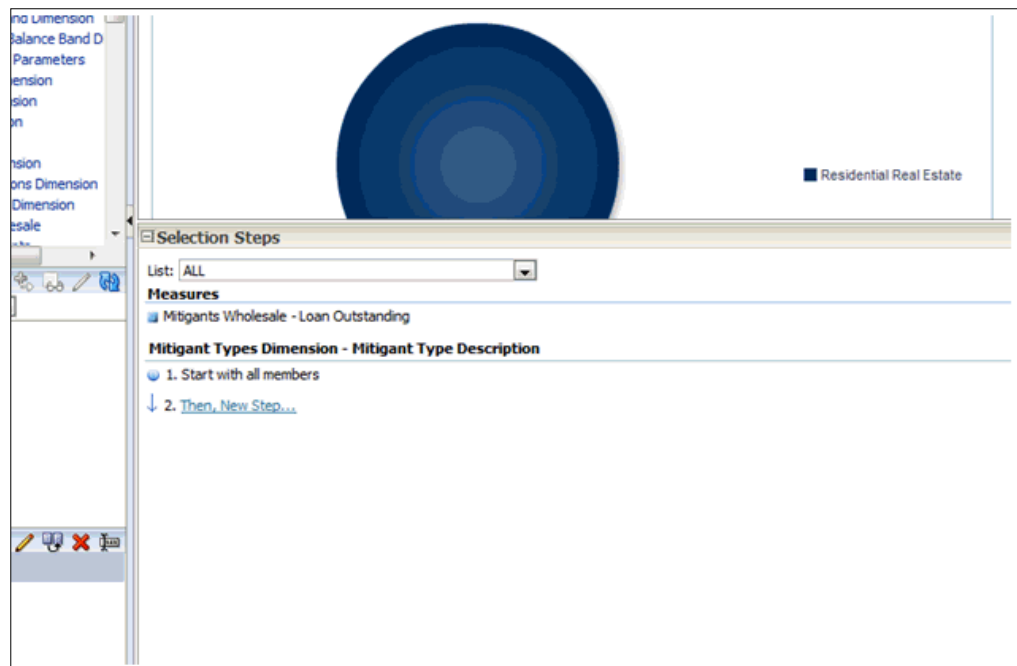 and Dimension
Balance Band D
Parameters
ension
sion
on
nsion
ons Dimension
Dimension
esale
Residential Real Estate
Selection Steps
List: ALL
Measures
Mitigants Wholesale - Loan Outstanding
Mitigant Types Dimension - Mitigant Type Description
1. Start with all members
2. Then, New Step...